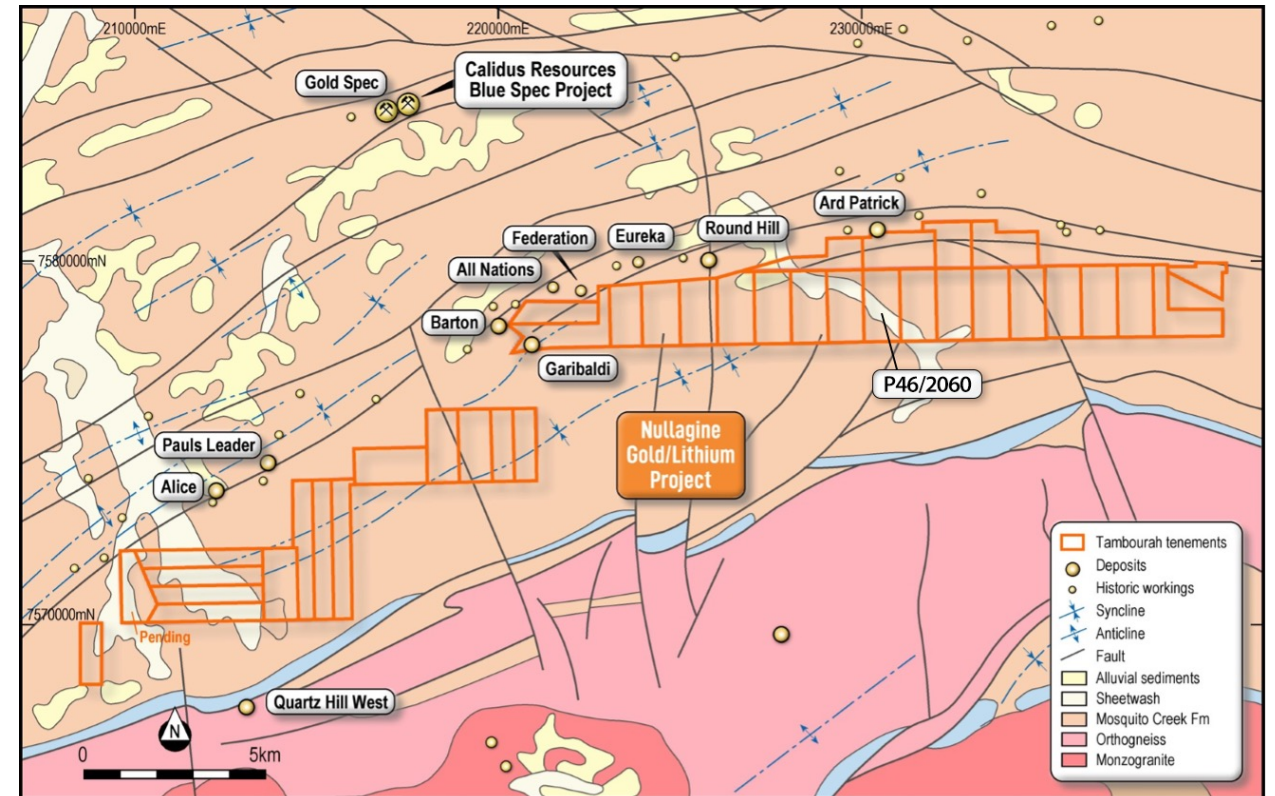 210000mE
220000mE
230000mE
Gold Spec
Calidus Resources
Blue Spec Project
Ard Patrick
Round Hill
Eureka
Federation
All Nations
7580000mN
Barton
Garibaldi
P46/2060
Nullagine
Gold/Lithium
Project
Pauls Leader
Alice
7570000mN
Pending
Quartz Hill West
N
0
5km
Tambourah tenements
Deposits
Historic workings
Syncline
Anticline
Fault
Alluvial sediments
Sheetwash
Mosquito Creek Fm
Orthogneiss
Monzogranite